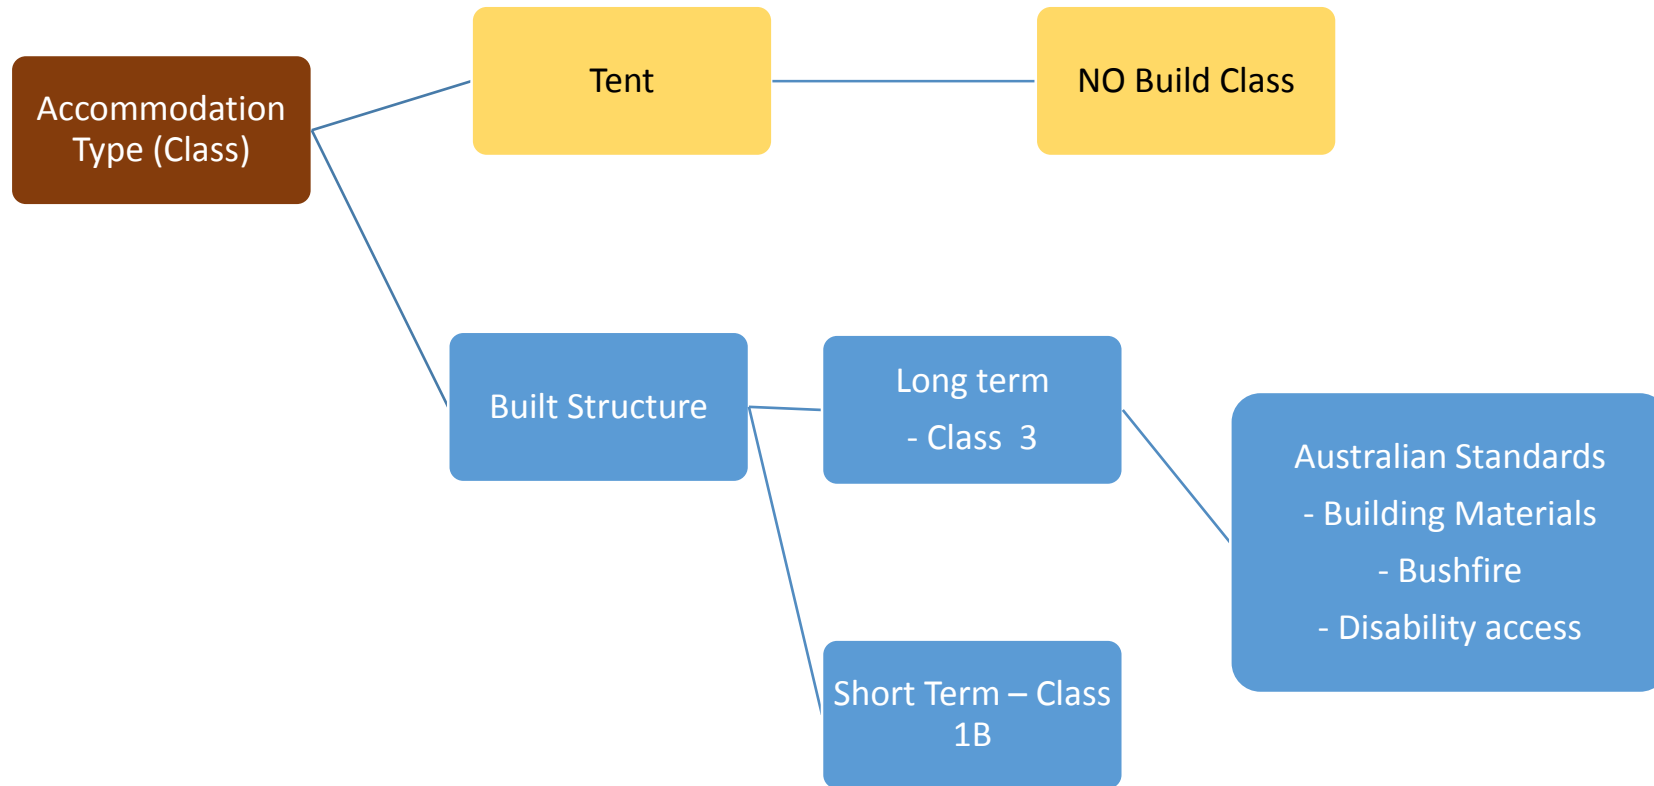 Accommodation
Type (Class)
Tent
NO Build Class
Built Structure
Long term
- Class  3
Australian Standards
- Building Materials
- Bushfire
- Disability access
Short Term – Class
1B